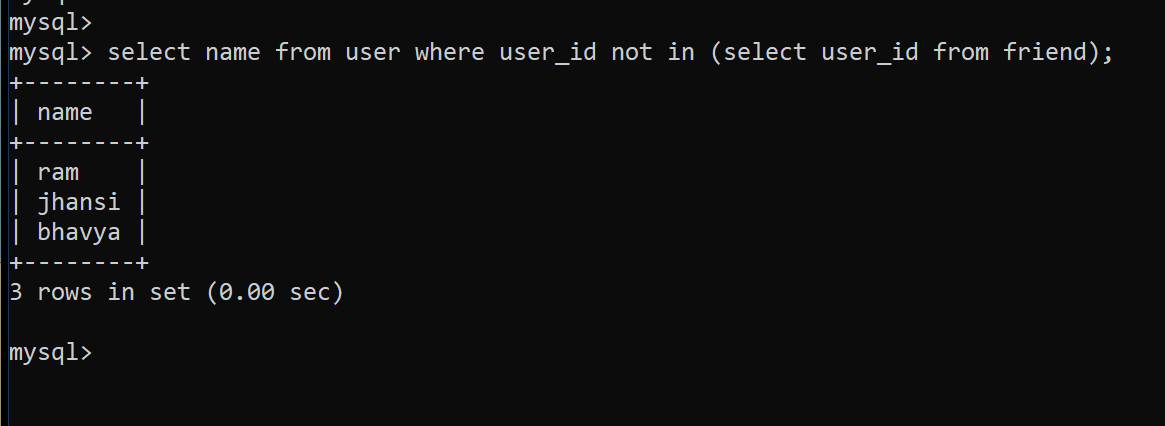 mysql>
mysql> select name from user where user_id not in (select user_id from friend);
+--------+
| name   |
+--------+
| ram    |
| jhansi |
| bhavya |
+--------+
3 rows in set (0.00 sec)
mysql>